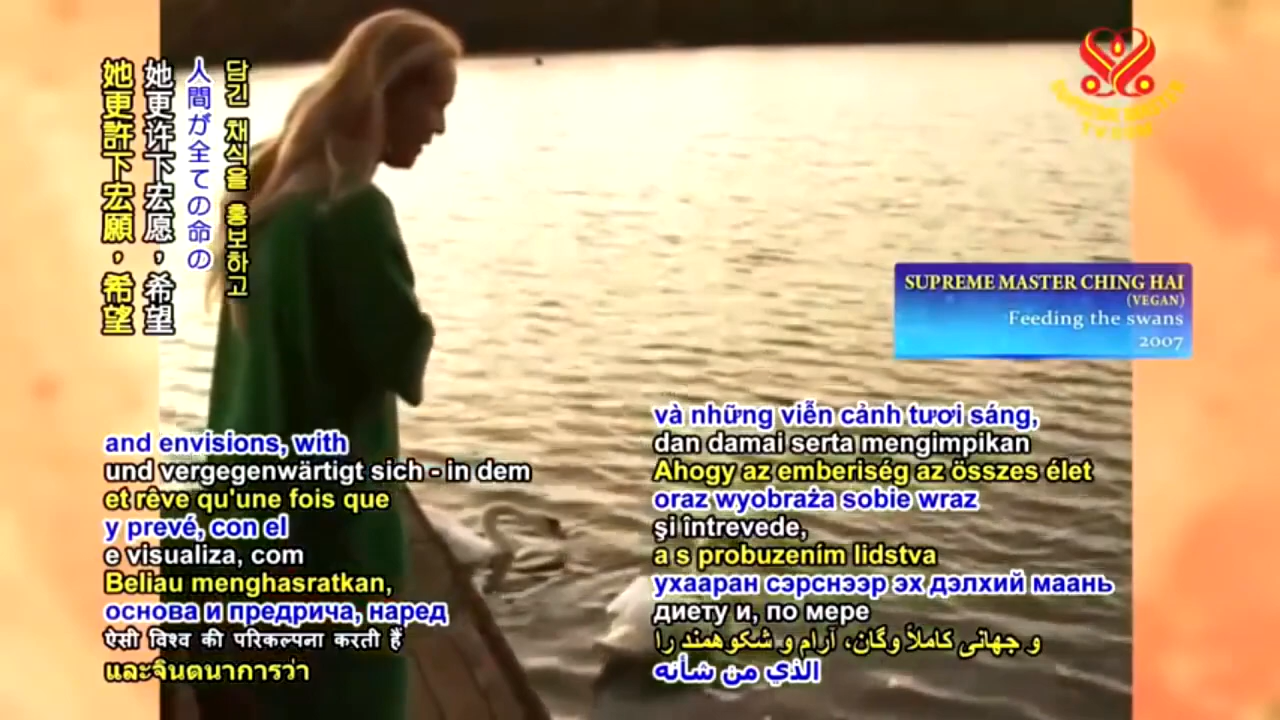 담긴 채식을 홍보하고
人間が全ての命の
她更许下宏愿，希望
她更許下宏願，希望
SUPREME MASTER
TV
SUPREME MASTER CHING HAI
(VEGAN)
Feeding the swans
2007
and envisions, with
und vergegenwärtigt sich - in dem
et rêve qu'une fois que
y prevé, con el
e visualiza, com
Beliau menghasratkan,
основа и предрича, наред
ऐसी विश्व की परिकल्पना करती हैं
และจินตนาการว่า
và những viễn cảnh tươi sáng,
dan damai serta mengimpikan
Ahogy az emberiség az összes élet
oraz wyobraża sobie wraz
şi întrevede,
a s probuzením lidstva
ухааран сэрснээр эх дэлхий маань
диету и, по мере
و جهانی کاملاً وگان، آرام و شکوهمند را
الذي من شأنه